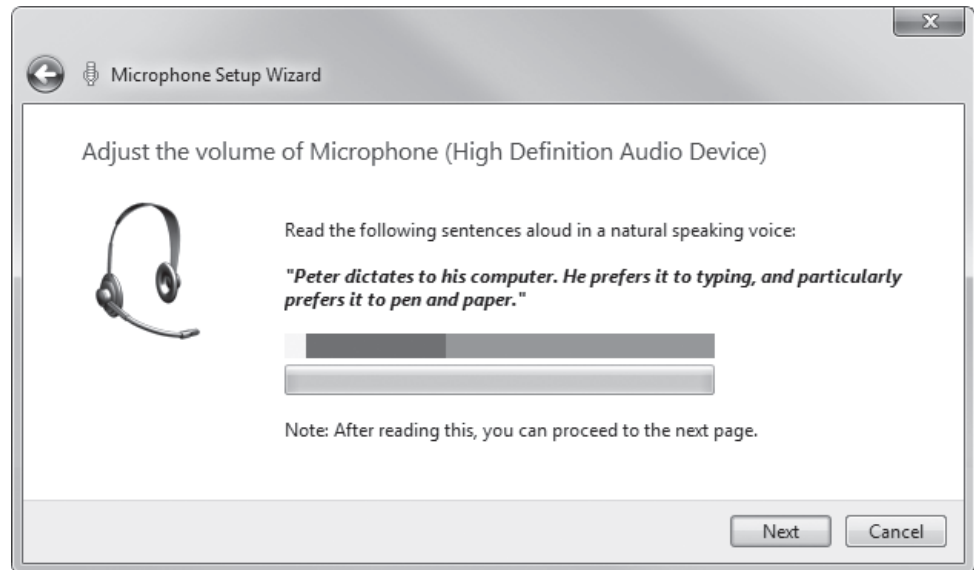 Microphone Setup Wizard
Adjust the volume of Microphone (High Definition Audio Device)
Read the following sentences aloud in a natural speaking voice:
"Peter dictates to his computer. He prefers it to typing, and particularly
prefers it to pen and paper."
Note: After reading this, you can proceed to the next page.
Next Cancel